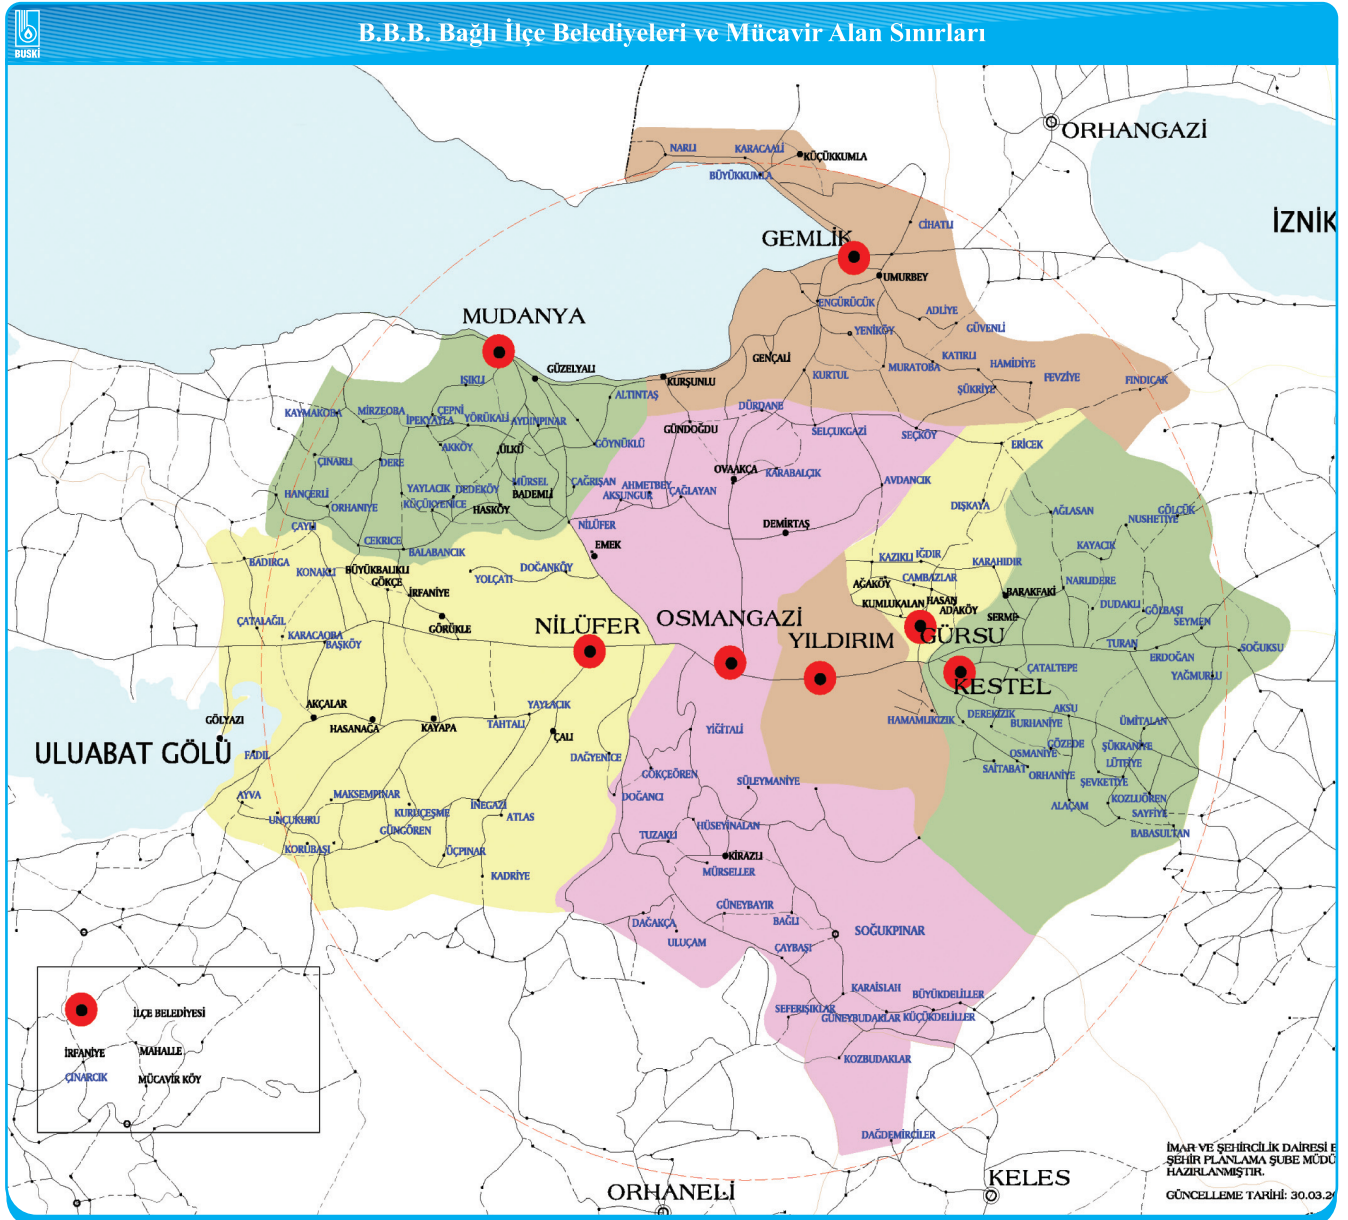 B.B.B. Bağlı İlçe Belediyeleri ve Mücavir Alan Sınırları
BUSKİ
ORHANGAZİ
NARLI
KARACAALİ
KÜÇÜKKUMLA
BÜYÜKKUMLA
İZNİK
CİHATLI
GEMLİK
UMURBEY
ENGÜRÜCÜK
ADLİYE
MUDANYA
YENİKÖY
GÜVENLİ
GENÇALİ
KATIRLI
GÜZELYALI
MURATOBA
HAMİDİYE
KURTUL
IŞIKLI
KURŞUNLU
FEVZİYE
FINDICAK
ŞÜKRİYE
ALTINTAŞ
DÜRDANE
KAYMAKOBA
MİRZEOBA
ÇEPNİ
İPEKYAYLA
YÖRÜKALİ
AYDINPINAR
GÜNDOĞDU
SELÇUKGAZİ
SEÇKÖY
GÖYNÜKLÜ
ERİCEK
AKKÖY
ÜLKÜ
ÇINARLI
DERE
OVAAKÇA
KARABALÇIK
MÜRSEL
ÇAĞRIŞAN
AHMETBEY
AVDANCIK
HANÇERLİ
YAYLACIK
DEDEKÖY
BADEMLİ
AKSUNGUR
ÇAĞLAYAN
ORHANİYE
KÜÇÜKYENİCE
HASKÖY
DIŞKAYA
AĞLASAN
GÖLCÜK
NUSHETİYE
ÇAYLI
NİLÜFER
DEMİRTAŞ
CEKRİCE
BALABANCIK
EMEK
KAYACIK
BADIRGA
KONAKLI
BÜYÜKBALIKLI
GÖKÇE
YOLÇATI
DOĞANKÖY
KAZIKLI
IĞDIR
KARAHIDIR
AĞAKÖY
CAMBAZLAR
NARLIDERE
İRFANİYE
KUMLUKALAN
HASAN
ADAKÖY
BARAKFAKİ
DUDAKLI
GÖLBAŞI
SERME
ÇATALAĞIL
GÖRÜKLE
NİLÜFER
OSMANGAZİ
SEYMEN
KARACAOBA
BAŞKÖY
YILDIRIM
GÜRSU
TURAN
ERDOĞAN
SOĞUKSU
ÇATALTEPE
YAĞMURLU
KESTEL
AKÇALAR
YAYLACIK
GÖLYAZI
HASANAĞA
KAYAPA
TAHTALI
ÇALI
HAMAMLIKIZIK
DEREKIZIK
AKSU
BURHANİYE
ÜMİTALAN
YİĞİTALİ
ULUABAT GÖLÜ
FADIL
DAĞYENİCE
GÖZEDE
ŞÜKRANİYE
OSMANİYE
LÜTFİYE
SAİTABAT
ORHANİYE
GÖKÇEÖREN
SÜLEYMANİYE
ŞEVKETİYE
AYVA
MAKSEMPINAR
DOĞANCI
KOZLUÖREN
ALAÇAM
İNEGAZİ
KURUÇEŞME
ATLAS
SAYFİYE
UNÇUKURU
GÜNGÖREN
HÜSEYİNALAN
TUZAKLI
BABASULTAN
KORUBAŞI
ÜÇPINAR
KİRAZLI
MÜRSELLER
KADRİYE
GÜNEYBAYIR
DAĞAKÇA
BAĞLI
SOĞUKPINAR
ULUÇAM
ÇAYBAŞI
KARAİSLAH
BÜYÜKDELİLLER
SEFERIŞIKLAR
GÜNEYBUDAKLAR
KÜÇÜKDELİLLER
KOZBUDAKLAR
DAĞDEMİRCİLER
İLÇE BELEDİYESİ
İRFANİYE
MAHALLE
ÇINARCIK
MÜCAVİR KÖY
ORHANELİ
KELES
İMAR VE ŞEHİRCİLİK DAİRESİ
ŞEHİR PLANLAMA ŞUBE MÜDÜ
HAZIRLANMIŞTIR.
GÜNCELLEME TARİHİ: 30.03.2